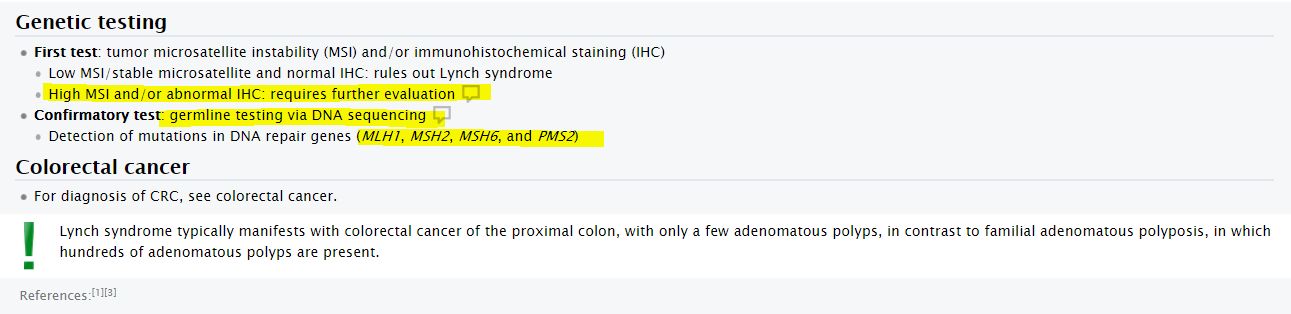 Genetic testing
First test: tumor microsatellite instability (MSI) and/or immunohistochemical staining (IHC)
Low MSI/stable microsatellite and normal IHC: rules out Lynch syndrome
High MSI and/or abnormal IHC: requires further evaluation
Confirmatory test: germline testing via DNA sequencing
Detection of mutations in DNA repair genes (MLH1, MSH2, MSH6, and PMS2)
Colorectal cancer
For diagnosis of CRC, see colorectal cancer.
Lynch syndrome typically manifests with colorectal cancer of the proximal colon, with only a few adenomatous polyps, in contrast to familial adenomatous polyposis, in which
hundreds of adenomatous polyps are present.
References:[1][3]